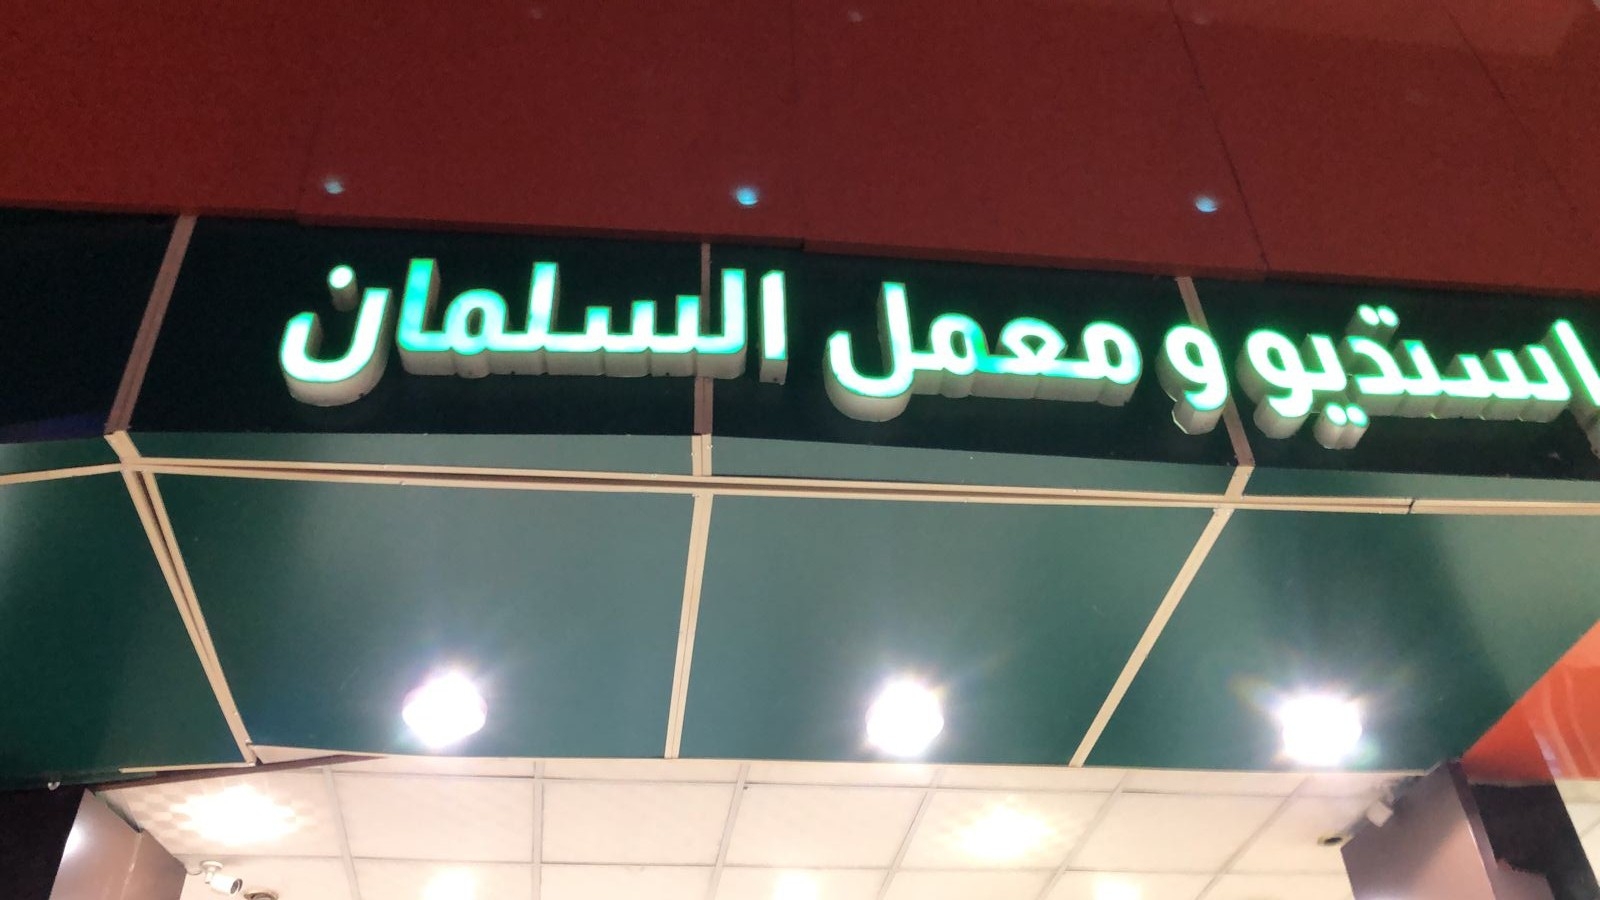 استديو و معمل السلمان